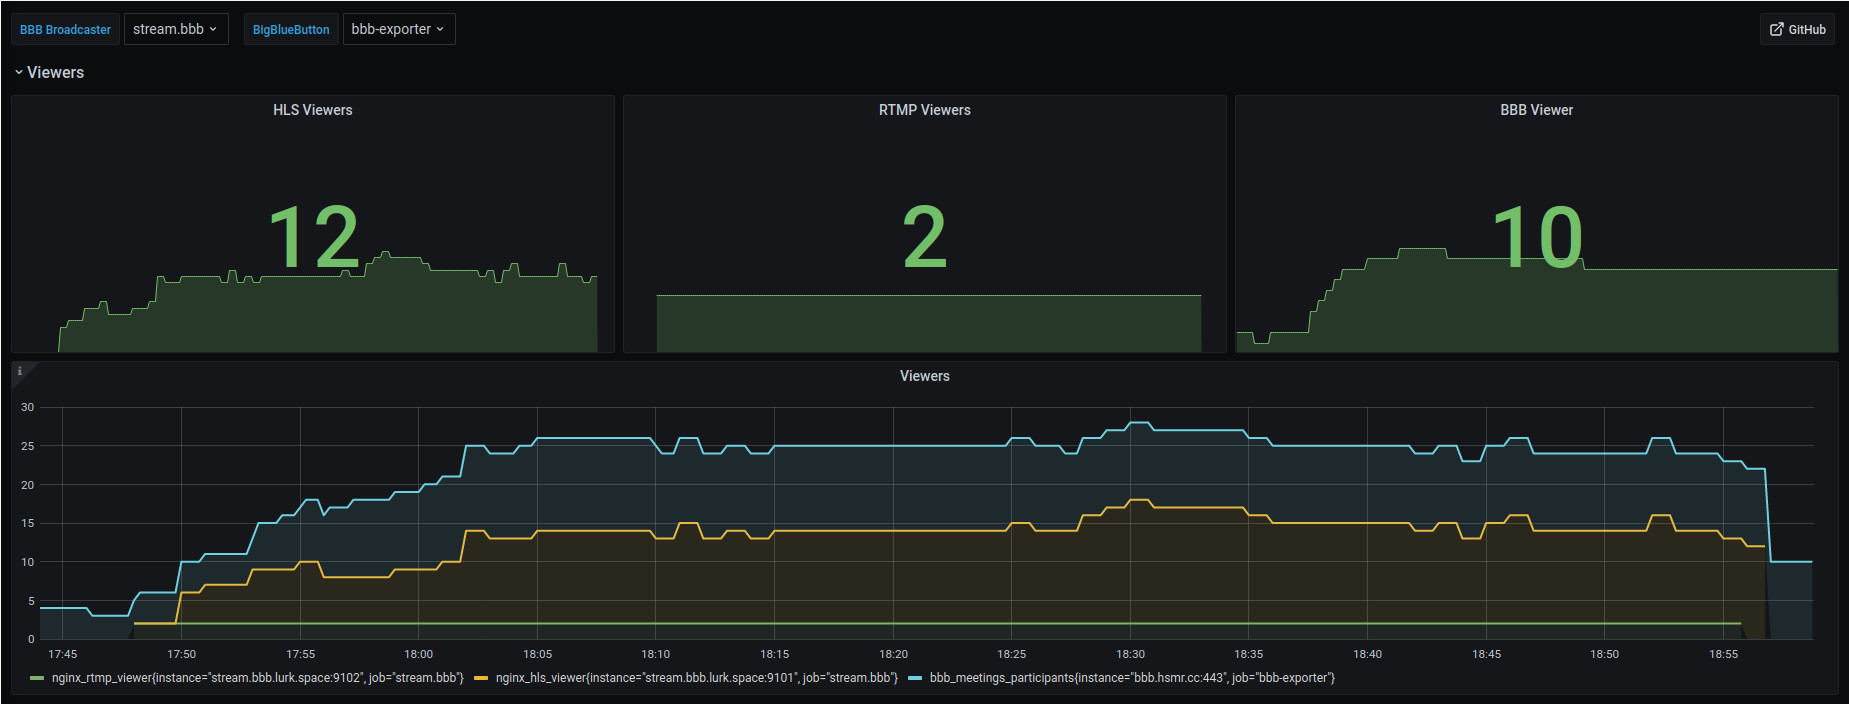 BBB Broadcaster stream.bbb BigBlueButton bbb-exporter GitHub
Viewers
HLS Viewers RTMP Viewers BBB Viewer
12 2 10
i Viewers
30
25
20
15
10
5
0
17:45 17:50 17:55 18:00 18:05 18:10 18:15 18:20 18:25 18:30 18:35 18:40 18:45 18:50 18:55
nginx_rtmp_viewer{instance="stream.bbb.lurk.space:9102", job="stream.bbb"} nginx_hls_viewer{instance="stream.bbb.lurk.space:9101", job="stream.bbb"} bbb_meetings_participants{instance="bbb.hsmr.cc:443", job="bbb-exporter"}